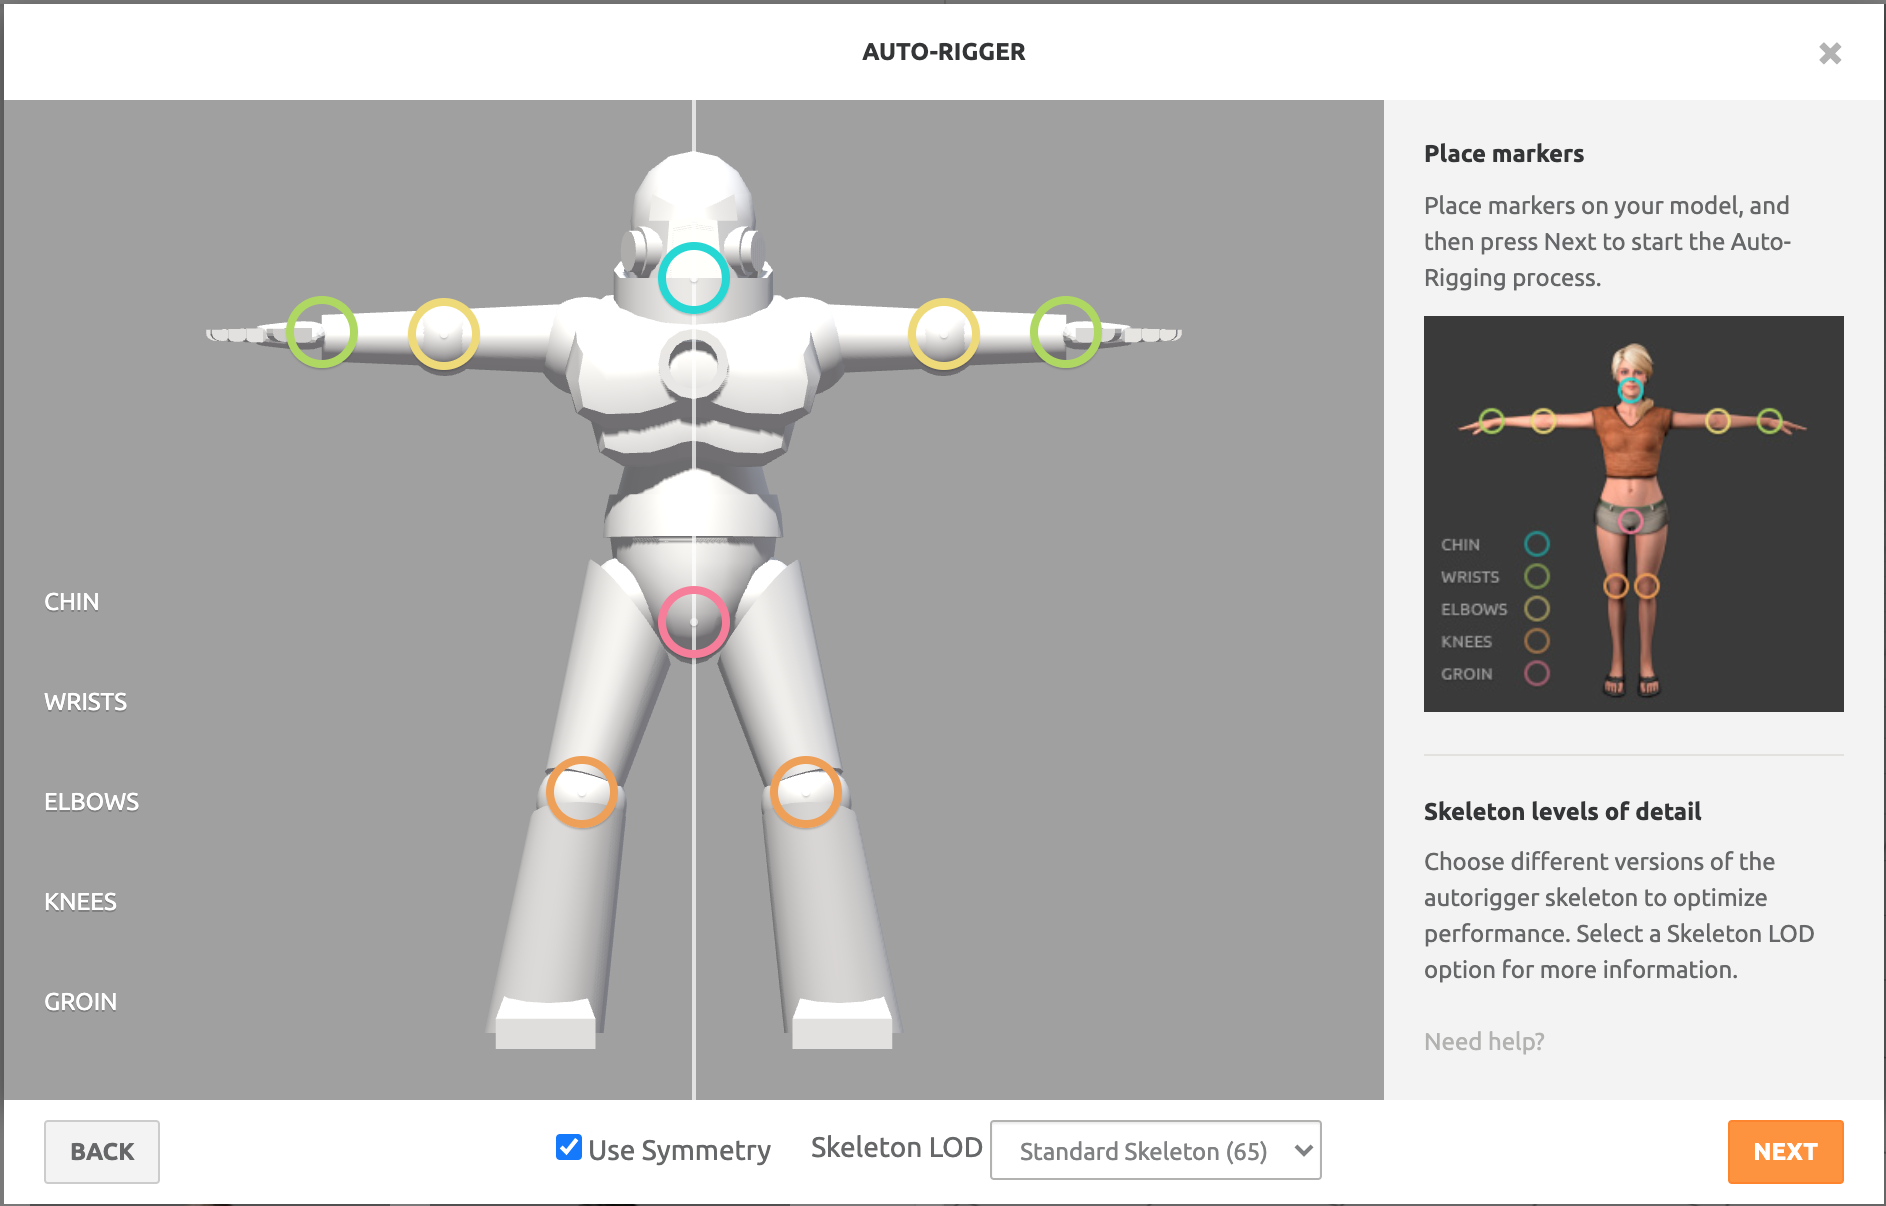 AUTO-RIGGER
Place markers
Place markers on your model, and
then press Next to start the Auto-
Rigging process.
CHIN
WRISTS
ELBOWS
KNEES
GROIN
CHIN
WRISTS
ELBOWS
KNEES
GROIN
Skeleton levels of detail
Choose different versions of the
autorigger skeleton to optimize
performance. Select a Skeleton LOD
option for more information.
Need help?
BACK
Use Symmetry
Skeleton LOD
Standard Skeleton (65)
NEXT